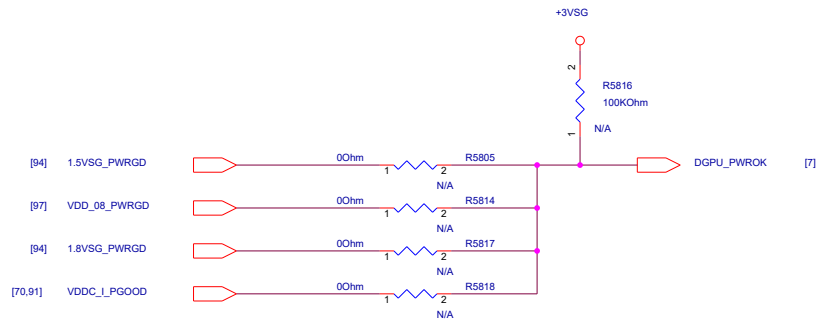 +3VSG
2
R5816
100KOhm
1
N/A
[94] 1.5VSG_PWRGD 0Ohm R5805 DGPU_PWROK [7]
1 2
N/A
[97] VDD_08_PWRGD 0Ohm R5814
1 2
N/A
[94] 1.8VSG_PWRGD 0Ohm R5817
1 2
N/A
[70,91] VDDC_I_PGOOD 0Ohm R5818
1 2
N/A